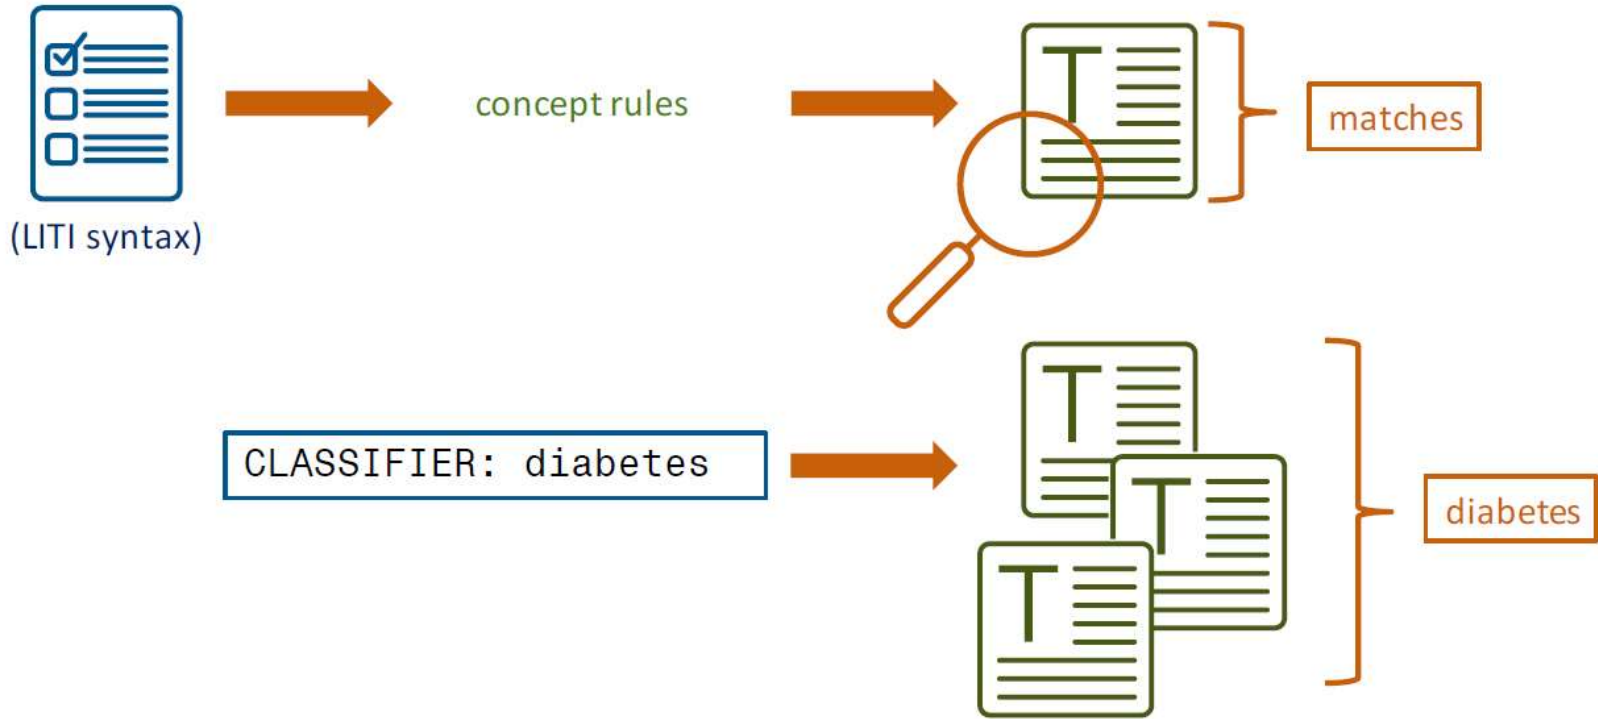 concept rules
matches
(LITI syntax)
CLASSIFIER: diabetes
diabetes